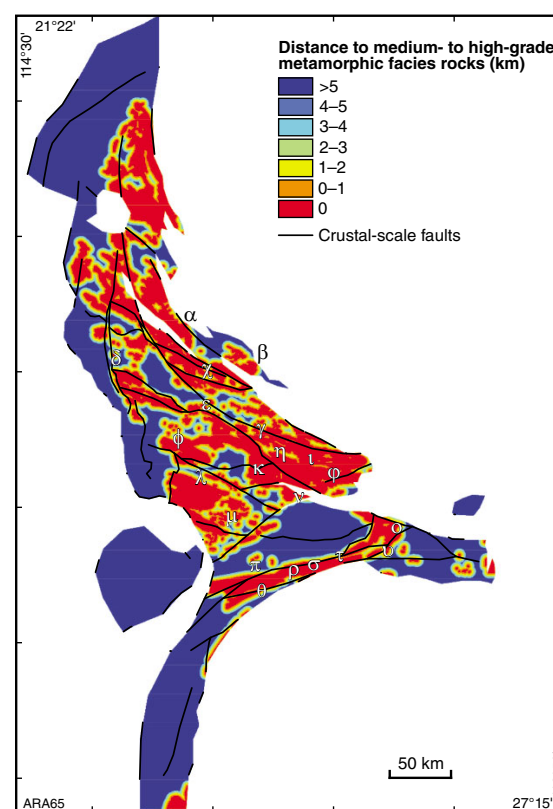 21°22'
114°30'
Distance to medium- to high-grade
metamorphic facies rocks (km)
>5
4–5
3–4
2–3
1–2
0–1
0
Crustal-scale faults
α
β
δ
χ
ε
γ
ϕ
η
ι
κ
φ
λ
ν
μ
ο
π
ρ
σ
τ
υ
θ
50 km
ARA65
27°15'